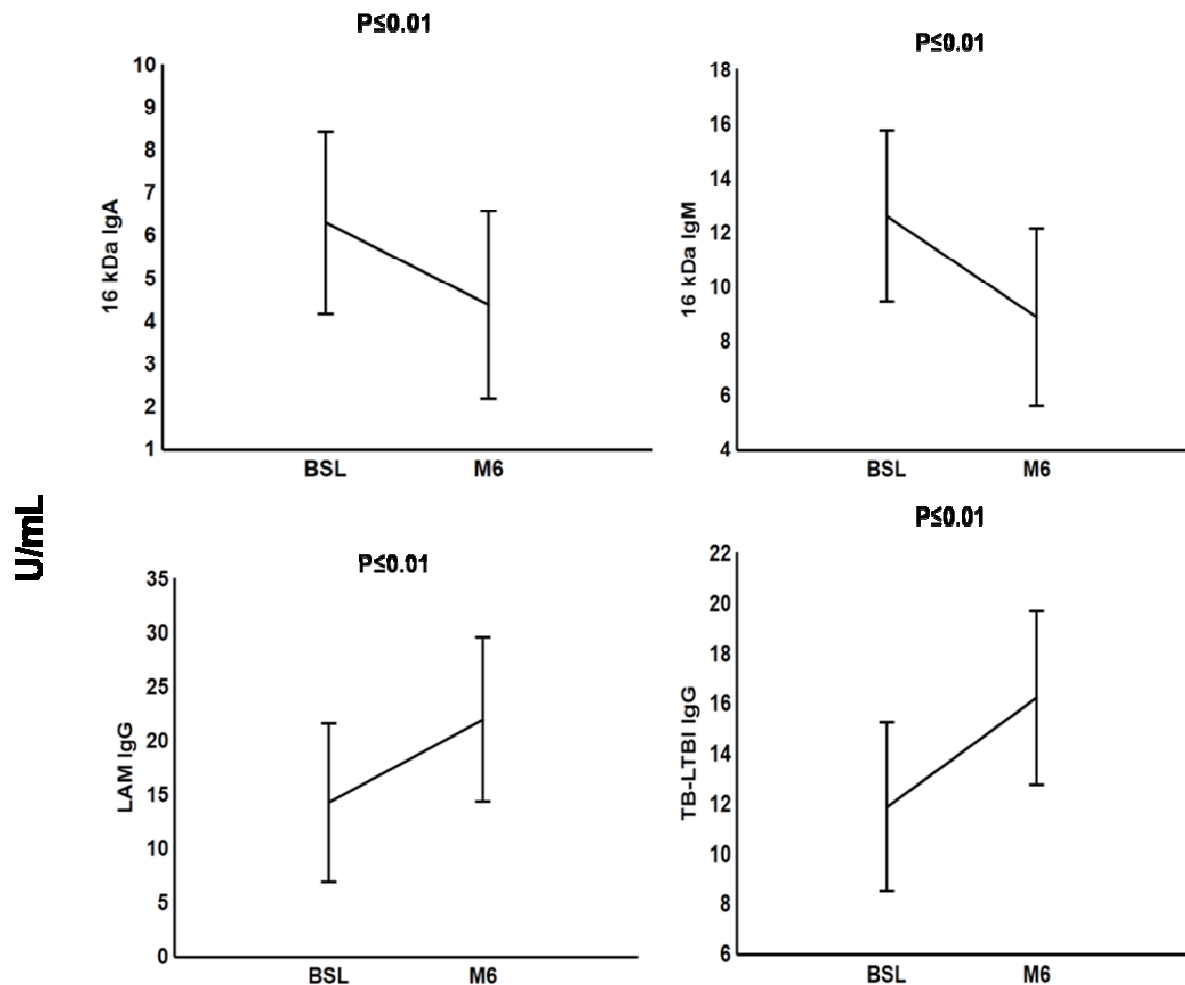 P≤0.01
16 kDa IgA
10
9
8
7
6
5
4
3
2
1
BSL M6
P≤0.01
16 kDa IgM
18
16
14
12
10
8
6
4
BSL M6
U/mL
P≤0.01
LAM IgG
35
30
25
20
15
10
5
0
BSL M6
P≤0.01
TB-LTBI IgG
22
20
18
16
14
12
10
8
6
BSL M6